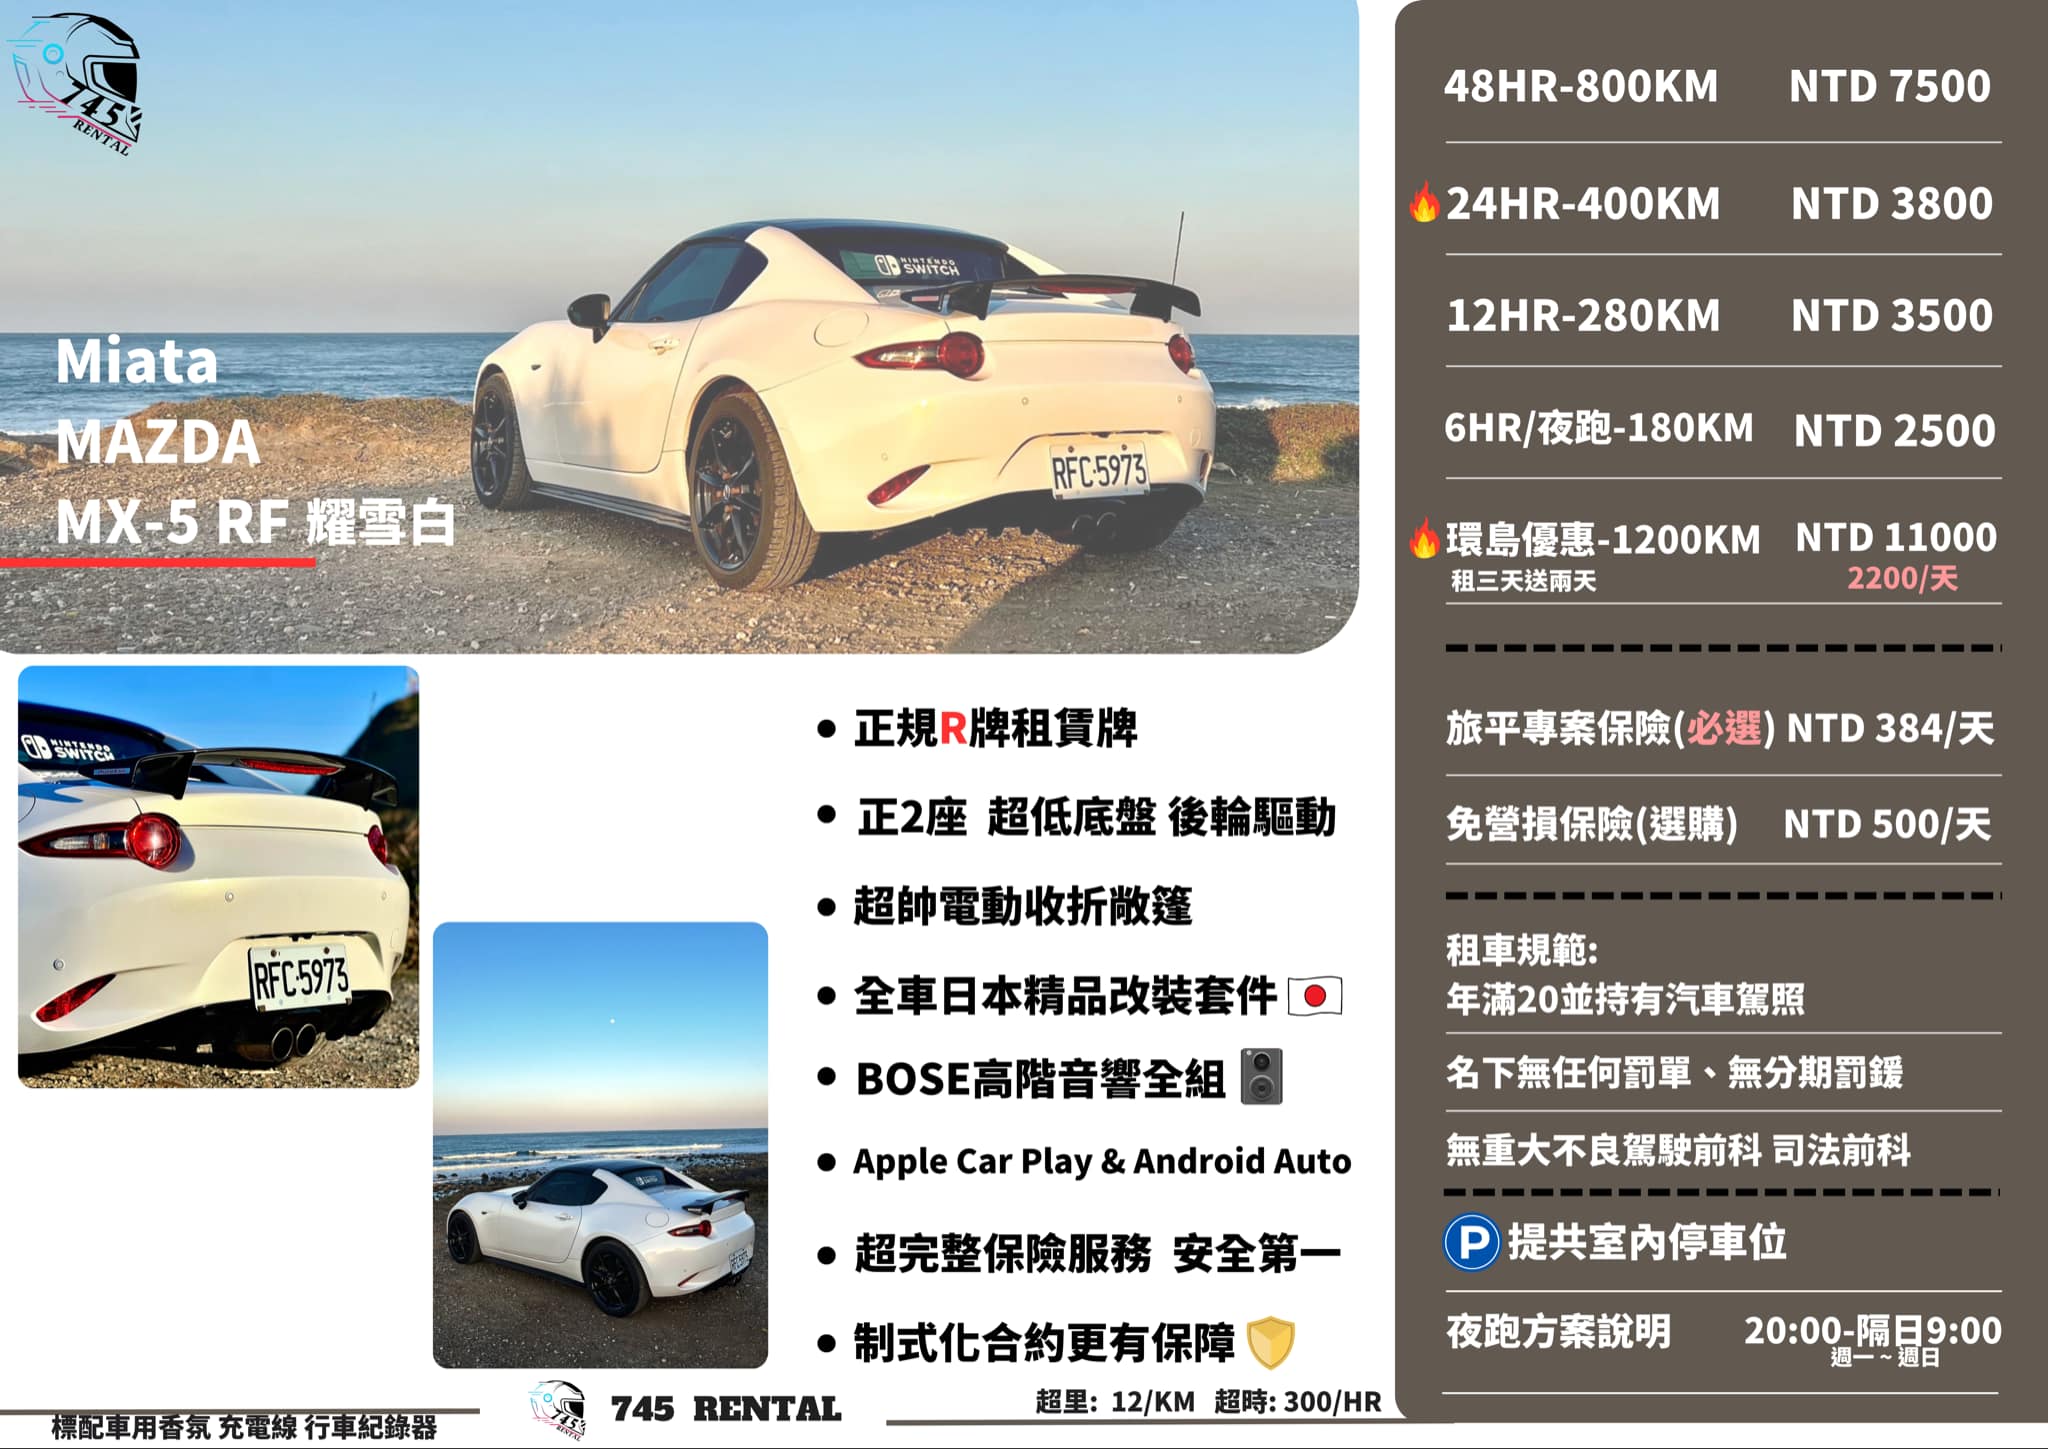 745
RENTAL
NINTENDO
SWITCH
RFC·5973
Miata
MAZDA
MX-5 RF 耀雪白
NINTENDO
SWITCH
RFC·5973
RFC·5973
正規R牌租賃牌
正2座 超低底盤 後輪驅動
超帥電動收折敞篷
全車日本精品改裝套件
BOSE高階音響全組
Apple Car Play & Android Auto
超完整保險服務 安全第一
制式化合約更有保障
標配車用香氛 充電線 行車紀錄器
745
RENTAL
745 RENTAL
超里: 12/KM 超時: 300/HR
48HR-800KM NTD 7500
24HR-400KM NTD 3800
12HR-280KM NTD 3500
6HR/夜跑-180KM NTD 2500
環島優惠-1200KM NTD 11000
租三天送兩天 2200/天
旅平專案保險(必選) NTD 384/天
免營損保險(選購) NTD 500/天
租車規範:
年滿20並持有汽車駕照
名下無任何罰單、無分期罰鍰
無重大不良駕駛前科 司法前科
P 提共室內停車位
夜跑方案說明 20:00-隔日9:00
週一 ~ 週日